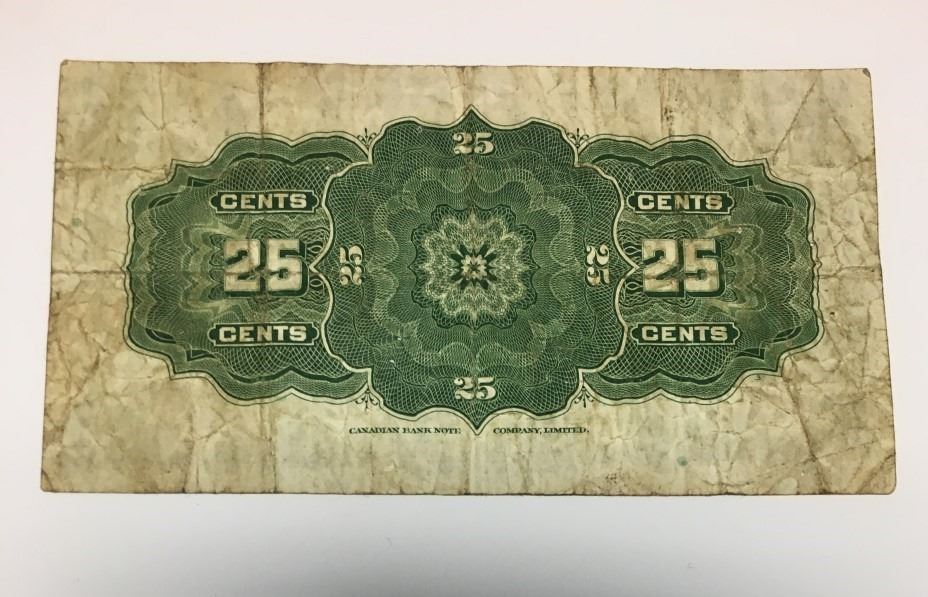 25
CENTS CENTS
25 25 25 25
CENTS CENTS
25
CANADIAN BANK NOTE COMPANY, LIMITED.